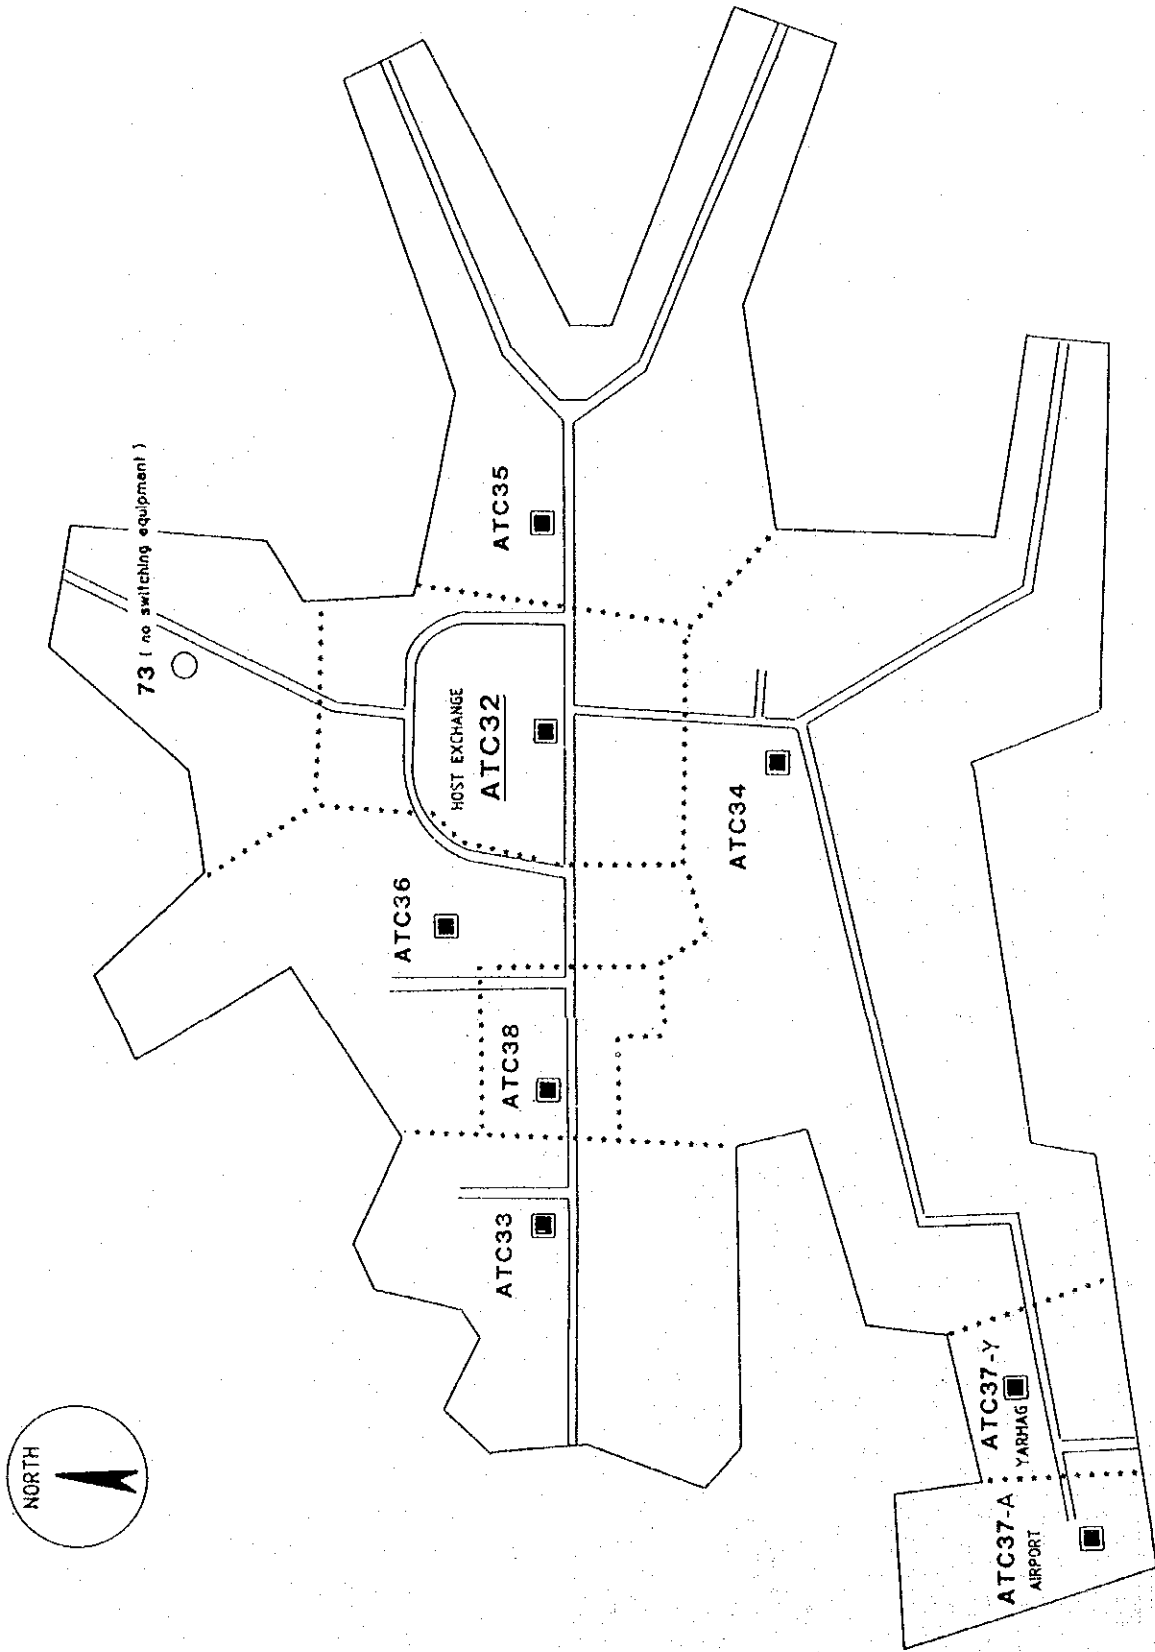 NORTH
73 ( no switching equipment )
ATC35
HOST EXCHANGE
ATC32
ATC36
ATC34
ATC38
ATC33
ATC37-Y
YARHAG
ATC37-A
AIRPORT